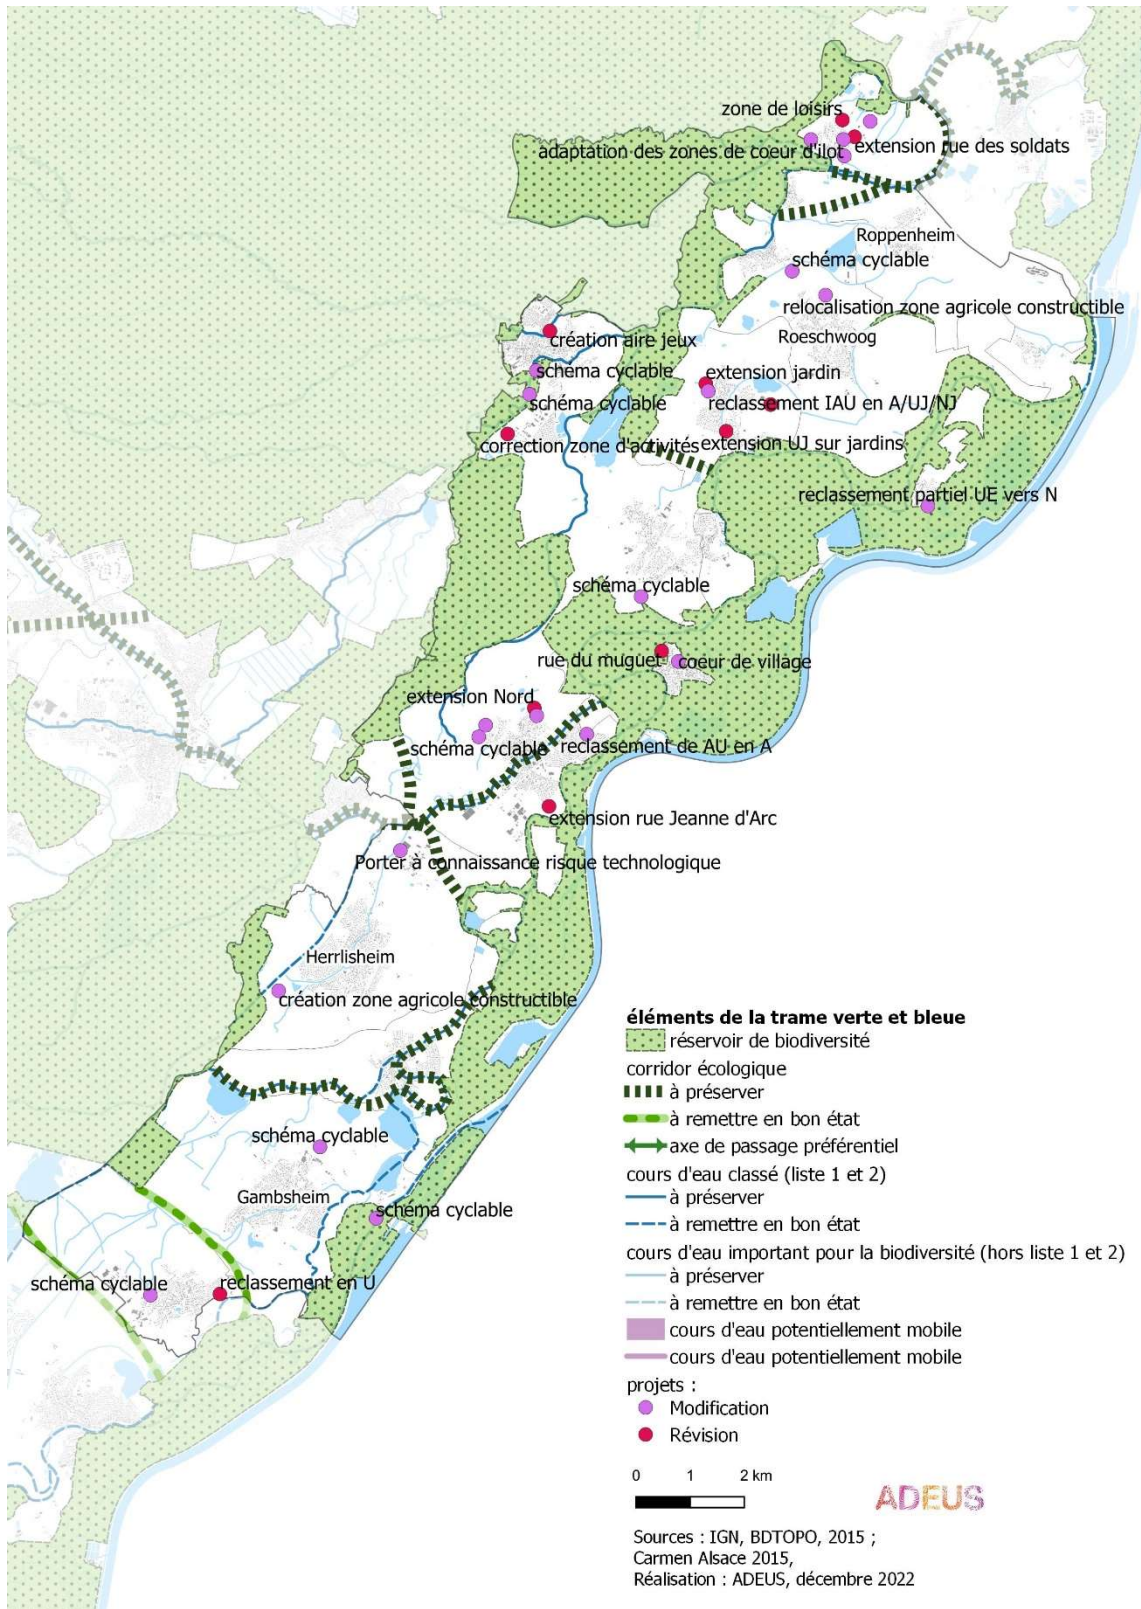 zone de loisirs
adaptation des zones de coeur d'ilot
extension rue des soldats
Roppenheim
schéma cyclable
relocalisation zone agricole constructible
Roeschwoog
création aire jeux
schéma cyclable
extension jardin
schéma cyclable
reclassement IAU en A/UJ/NJ
correction zone d'activités
extension UJ sur jardins
reclassement partiel UE vers N
schéma cyclable
rue du muguet
coeur de village
extension Nord
schéma cyclable
reclassement de AU en A
extension rue Jeanne d'Arc
Porter à connaissance risque technologique
Herrlisheim
création zone agricole constructible
schéma cyclable
Gambsheim
schéma cyclable
schéma cyclable
reclassement en U
éléments de la trame verte et bleue
réservoir de biodiversité
corridor écologique
à préserver
à remettre en bon état
axe de passage préférentiel
cours d'eau classé (liste 1 et 2)
à préserver
à remettre en bon état
cours d'eau important pour la biodiversité (hors liste 1 et 2)
à préserver
à remettre en bon état
cours d'eau potentiellement mobile
cours d'eau potentiellement mobile
projets :
Modification
Révision
0 1 2 km
ADEUS
Sources : IGN, BDTOPO, 2015 ;
Carmen Alsace 2015,
Réalisation : ADEUS, décembre 2022